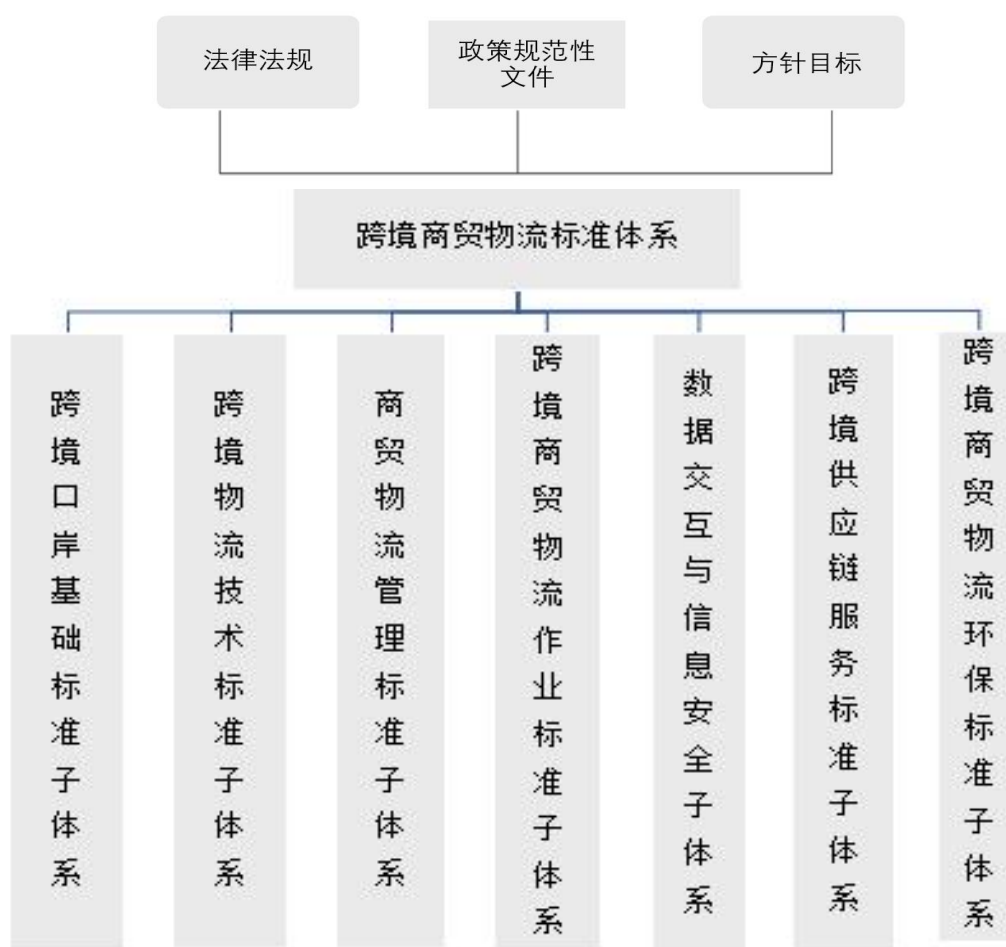 法律法规
政策规范性
文件
方针目标
跨境商贸物流标准体系
跨境口岸基础标准子体系
跨境物流技术标准子体系
商贸物流管理标准子体系
跨境商贸物流作业标准子体系
数据交互与信息安全子体系
跨境供应链服务标准子体系
跨境商贸物流环保标准子体系